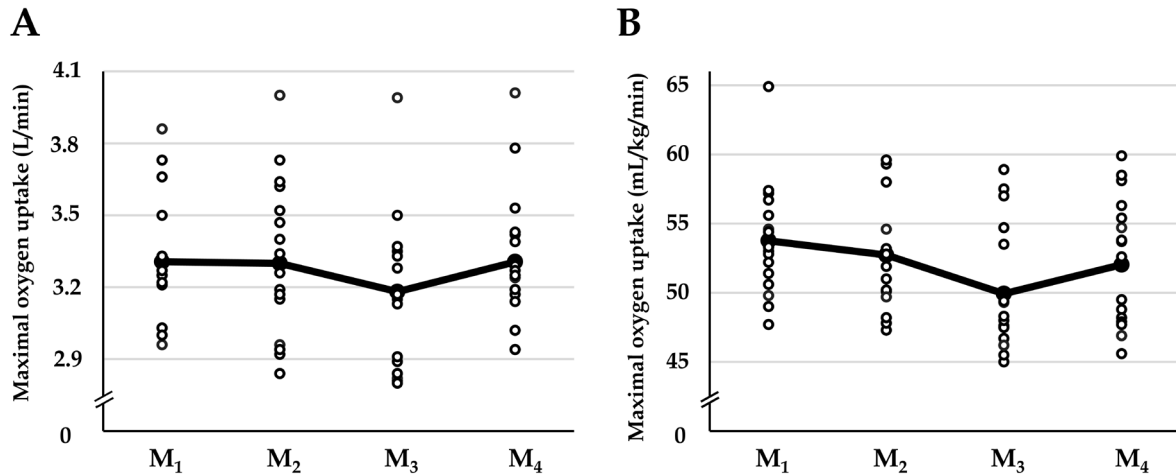 A
Maximal oxygen uptake (L/min)
4.1
3.8
3.5
3.2
2.9
0
M₁ M₂ M₃ M₄
B
Maximal oxygen uptake (mL/kg/min)
65
60
55
50
45
0
M₁ M₂ M₃ M₄